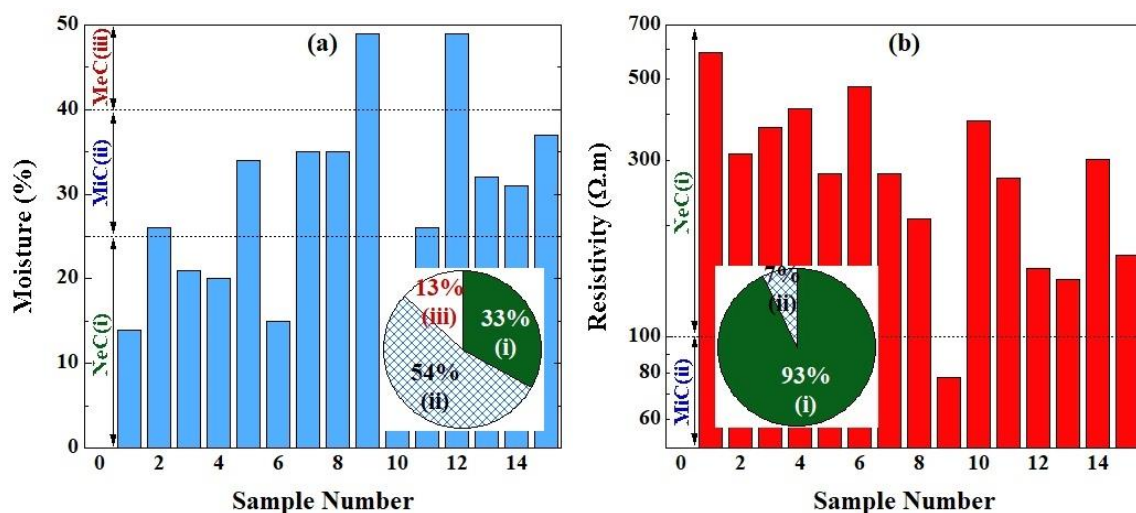 (a)
Moisture (%)
50
40
30
20
10
0
MeC(iii)
MiC(ii)
NeC(i)
13%
(iii)
33%
(i)
54%
(ii)
0 2 4 6 8 10 12 14
Sample Number
(b)
Resistivity (Ω.m)
700
500
300
100
80
60
NeC(i)
MiC(ii)
7%
(ii)
93%
(i)
0 2 4 6 8 10 12 14
Sample Number